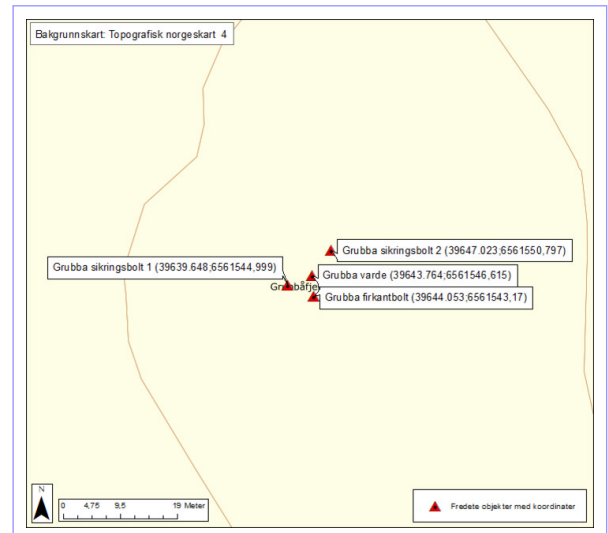 Bakgrunnskart: Topografisk norgeskart 4
Grubba sikringsbolt 2 (39647.023;6561550,797)
Grubba sikringsbolt 1 (39639.648;6561544,999)
Grubba varde (39643.764;6561546,615)
Grubba firkantbolt (39644.053;6561543,17)
N
0 4,75 9,5 19 Meter
Fredete objekter med koordinater